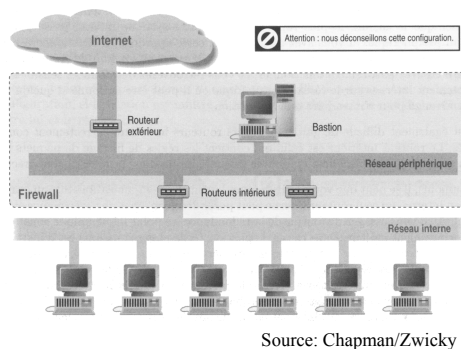 Internet
Attention : nous déconseillons cette configuration.
Routeur
extérieur
Bastion
Réseau périphérique
Firewall
Routeurs intérieurs
Réseau interne
Source: Chapman/Zwicky